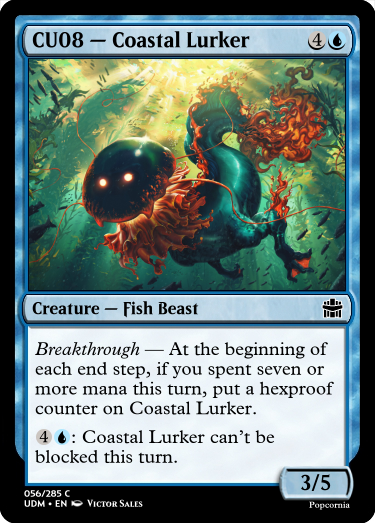 CU08 — Coastal Lurker 4
Creature — Fish Beast
Breakthrough — At the beginning of
each end step, if you spent seven or
more mana this turn, put a hexproof
counter on Coastal Lurker.
4 : Coastal Lurker can't be
blocked this turn.
3/5
056/285 C
UDM • EN Victor Sales
Popcornia